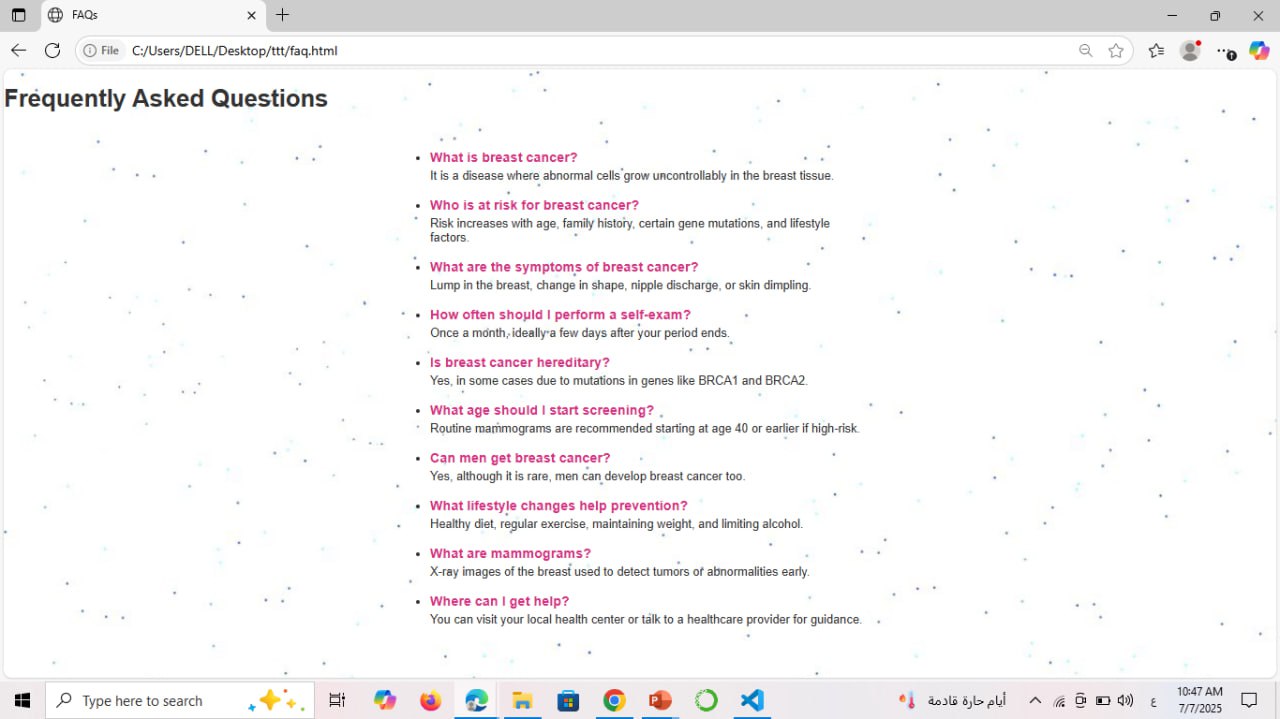 FAQs
File C:/Users/DELL/Desktop/ttt/faq.html
Frequently Asked Questions
What is breast cancer?
It is a disease where abnormal cells grow uncontrollably in the breast tissue.
Who is at risk for breast cancer?
Risk increases with age, family history, certain gene mutations, and lifestyle
factors.
What are the symptoms of breast cancer?
Lump in the breast, change in shape, nipple discharge, or skin dimpling.
How often should I perform a self-exam?
Once a month, ideally a few days after your period ends.
Is breast cancer hereditary?
Yes, in some cases due to mutations in genes like BRCA1 and BRCA2.
What age should I start screening?
Routine mammograms are recommended starting at age 40 or earlier if high-risk.
Can men get breast cancer?
Yes, although it is rare, men can develop breast cancer too.
What lifestyle changes help prevention?
Healthy diet, regular exercise, maintaining weight, and limiting alcohol.
What are mammograms?
X-ray images of the breast used to detect tumors or abnormalities early.
Where can I get help?
You can visit your local health center or talk to a healthcare provider for guidance.
Type here to search
أيام حارة قادمة
ع
10:47 AM
7/7/2025